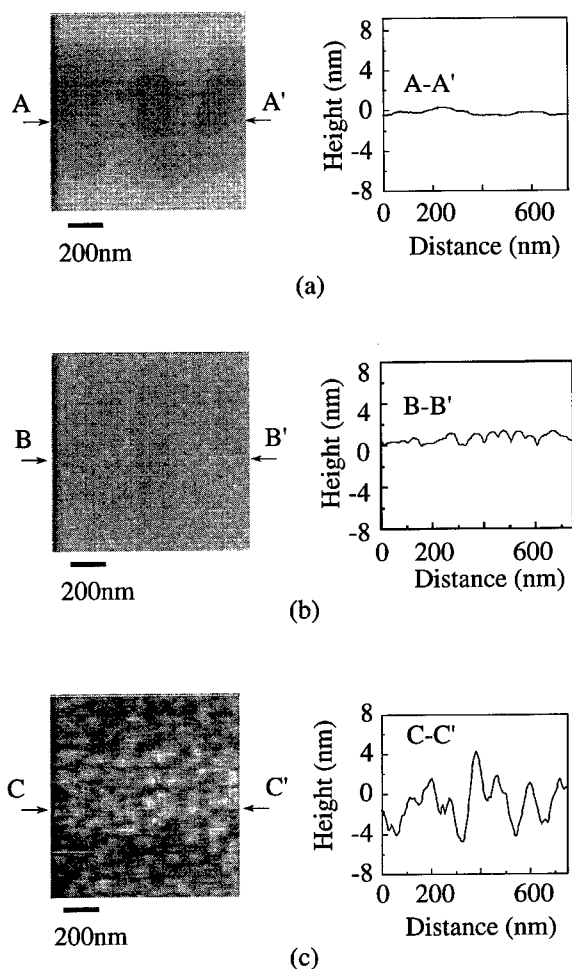 A
A'
200nm
Height (nm)
8
4
0
-4
-8
A-A'
0 200 600
Distance (nm)
(a)
B
B'
200nm
Height (nm)
8
4
0
-4
-8
B-B'
0 200 600
Distance (nm)
(b)
C
C'
200nm
Height (nm)
8
4
0
-4
-8
C-C'
0 200 600
Distance (nm)
(c)